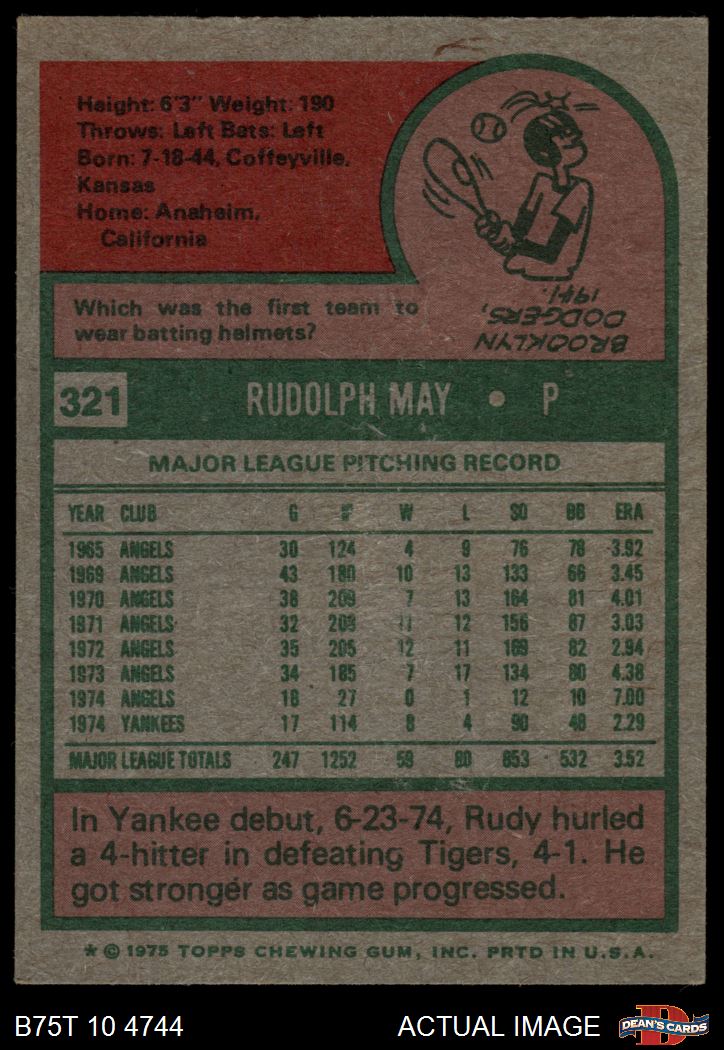 Height: 6'3" Weight: 190
Throws: Left Bats: Left
Born: 7-18-44, Coffeyville,
Kansas
Home: Anaheim,
California
Which was the first team to
wear batting helmets?
BROOKLYN
DODGERS,
1941.
321 RUDOLPH MAY • P
MAJOR LEAGUE PITCHING RECORD
YEAR CLUB G IP W L SO BB ERA
1965 ANGELS 30 124 4 9 76 78 3.92
1969 ANGELS 43 180 10 13 133 66 3.45
1970 ANGELS 38 209 7 13 164 81 4.01
1971 ANGELS 32 208 11 12 156 87 3.03
1972 ANGELS 35 205 12 11 169 82 2.94
1973 ANGELS 34 185 7 17 134 80 4.38
1974 ANGELS 18 27 0 1 12 10 7.00
1974 YANKEES 17 114 8 4 90 48 2.29
MAJOR LEAGUE TOTALS 247 1252 59 80 853 532 3.52
In Yankee debut, 6-23-74, Rudy hurled
a 4-hitter in defeating Tigers, 4-1. He
got stronger as game progressed.
* © 1975 TOPPS CHEWING GUM, INC. PRTD IN U.S.A.
B75T 10 4744 ACTUAL IMAGE DEAN'S CARDS